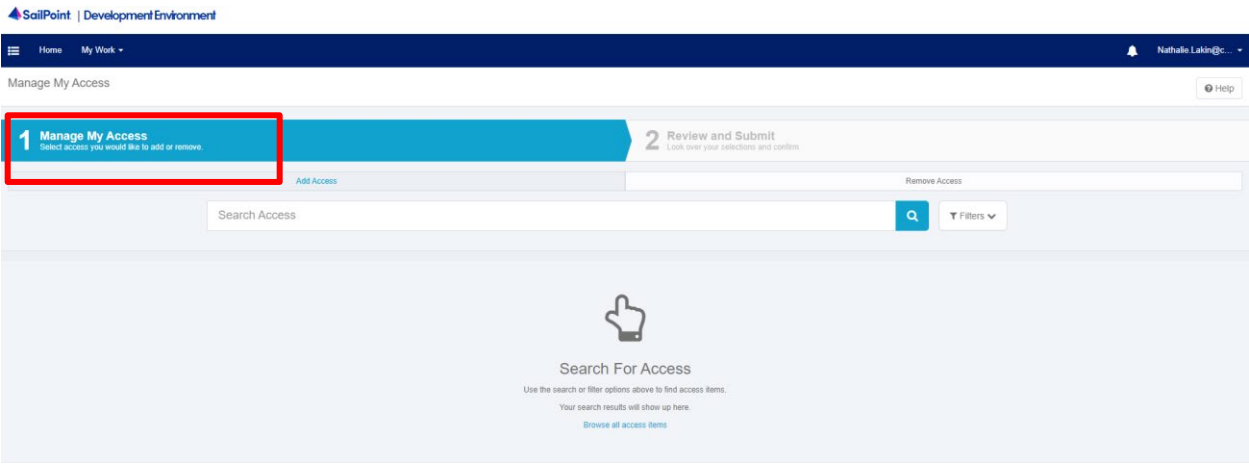 SailPoint | Development Environment
Home My Work
Nathalie.Lakin@c...
Manage My Access
Help
1 Manage My Access
Select access you would like to add or remove.
2 Review and Submit
Look over your selections and confirm.
Add Access
Remove Access
Search Access
Filters
Search For Access
Use the search or filter options above to find access items.
Your search results will show up here.
Browse all access items